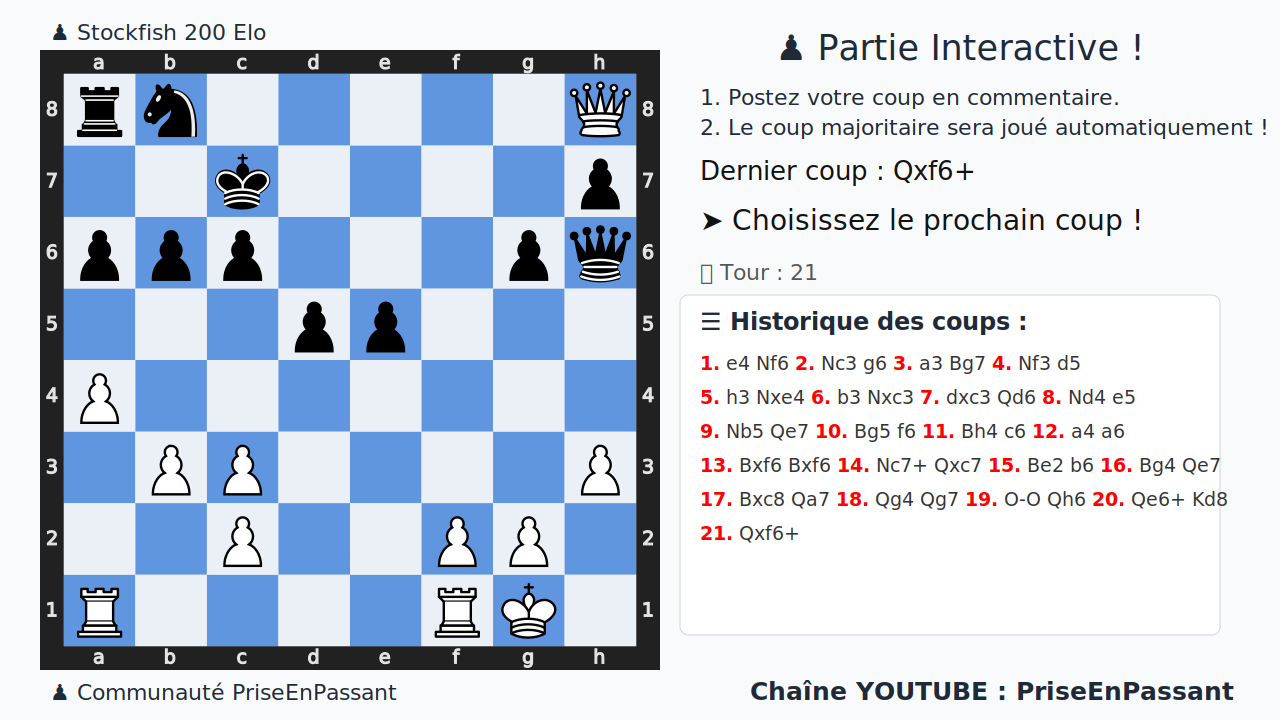 ♟ Stockfish 200 Elo
a b c d e f g h
8 8
7 7
6 6
5 5
4 4
3 3
2 2
1 1
a b c d e f g h
♟ Communauté PriseEnPassant
♟ Partie Interactive !
1. Postez votre coup en commentaire.
2. Le coup majoritaire sera joué automatiquement !
Dernier coup : Qxf6+
➤ Choisissez le prochain coup !
Tour : 21
☰ Historique des coups :
1. e4 Nf6 2. Nc3 g6 3. a3 Bg7 4. Nf3 d5
5. h3 Nxe4 6. b3 Nxc3 7. dxc3 Qd6 8. Nd4 e5
9. Nb5 Qe7 10. Bg5 f6 11. Bh4 c6 12. a4 a6
13. Bxf6 Bxf6 14. Nc7+ Qxc7 15. Be2 b6 16. Bg4 Qe7
17. Bxc8 Qa7 18. Qg4 Qg7 19. O-O Qh6 20. Qe6+ Kd8
21. Qxf6+
Chaîne YOUTUBE : PriseEnPassant